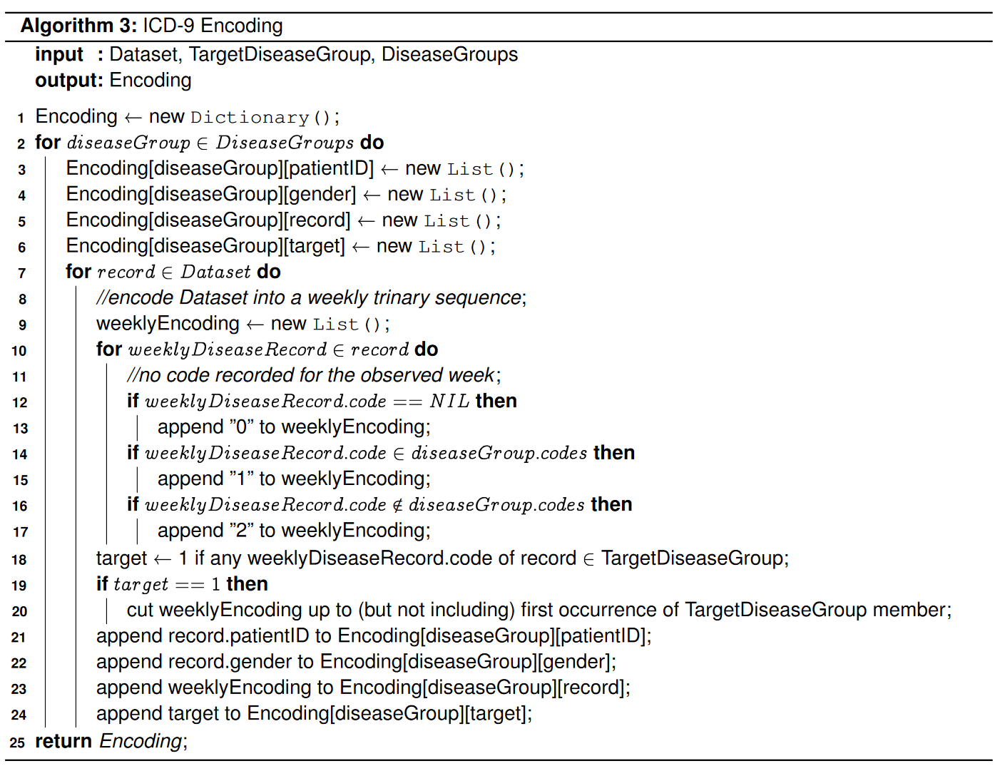 Algorithm 3: ICD-9 Encoding
input : Dataset, TargetDiseaseGroup, DiseaseGroups
output: Encoding
1 Encoding ← new Dictionary();
2 for diseaseGroup ∈ DiseaseGroups do
3 Encoding[diseaseGroup][patientID] ← new List();
4 Encoding[diseaseGroup][gender] ← new List();
5 Encoding[diseaseGroup][record] ← new List();
6 Encoding[diseaseGroup][target] ← new List();
7 for record ∈ Dataset do
8 //encode Dataset into a weekly trinary sequence;
9 weeklyEncoding ← new List();
10 for weeklyDiseaseRecord ∈ record do
11 //no code recorded for the observed week;
12 if weeklyDiseaseRecord.code == NIL then
13 append ”0” to weeklyEncoding;
14 if weeklyDiseaseRecord.code ∈ diseaseGroup.codes then
15 append ”1” to weeklyEncoding;
16 if weeklyDiseaseRecord.code ∉ diseaseGroup.codes then
17 append ”2” to weeklyEncoding;
18 target ← 1 if any weeklyDiseaseRecord.code of record ∈ TargetDiseaseGroup;
19 if target == 1 then
20 cut weeklyEncoding up to (but not including) first occurrence of TargetDiseaseGroup member;
21 append record.patientID to Encoding[diseaseGroup][patientID];
22 append record.gender to Encoding[diseaseGroup][gender];
23 append weeklyEncoding to Encoding[diseaseGroup][record];
24 append target to Encoding[diseaseGroup][target];
25 return Encoding;